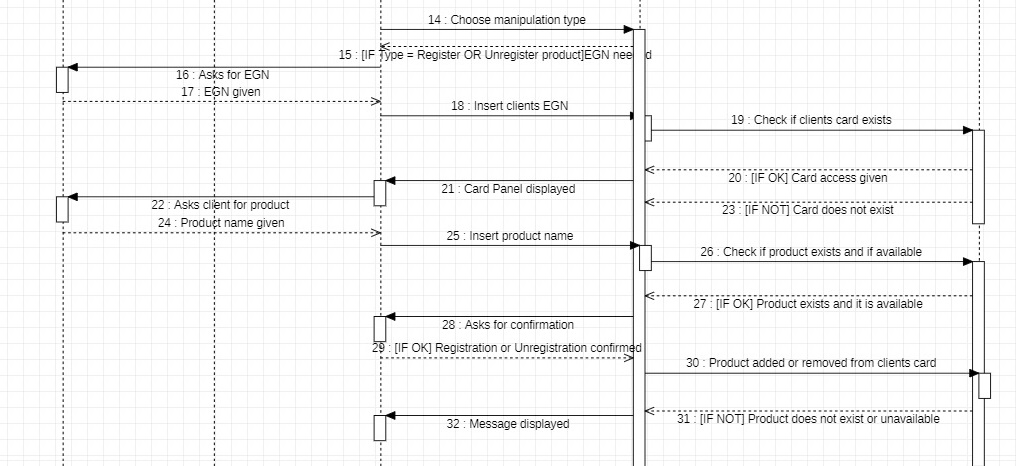 14 : Choose manipulation type
15 : [IF Type = Register OR Unregister product]EGN needed
16 : Asks for EGN
17 : EGN given
18 : Insert clients EGN
19 : Check if clients card exists
20 : [IF OK] Card access given
21 : Card Panel displayed
22 : Asks client for product
23 : [IF NOT] Card does not exist
24 : Product name given
25 : Insert product name
26 : Check if product exists and if available
27 : [IF OK] Product exists and it is available
28 : Asks for confirmation
29 : [IF OK] Registration or Unregistration confirmed
30 : Product added or removed from clients card
31 : [IF NOT] Product does not exist or unavailable
32 : Message displayed